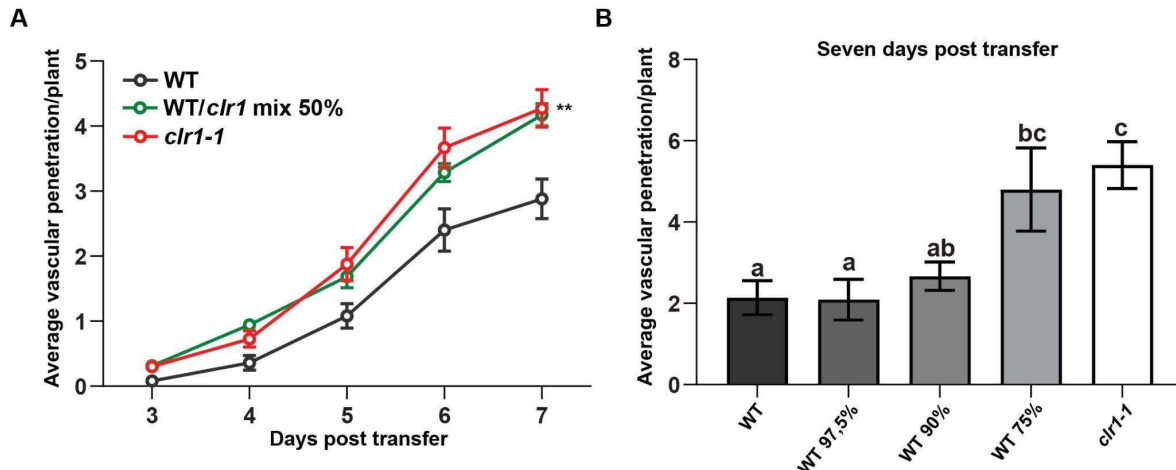 A
Average vascular penetration/plant
5
4
3
2
1
0
WT
WT/clr1 mix 50%
clr1-1
**
3 4 5 6 7
Days post transfer
B
Seven days post transfer
Average vascular penetration/plant
8
6
4
2
0
a a ab bc c
WT WT 97,5% WT 90% WT 75% clr1-1